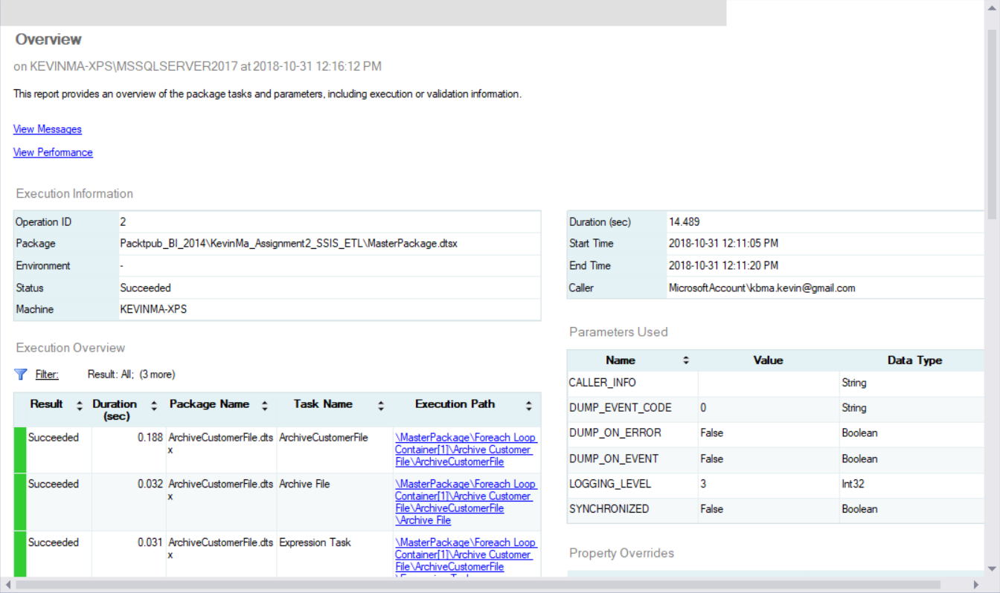 Overview
on KEVINMA-XPS\MSSQLSERVER2017 at 2018-10-31 12:16:12 PM
This report provides an overview of the package tasks and parameters, including execution or validation information.
View Messages
View Performance
Execution Information
Operation ID 2
Package Packtpub_BI_2014\KevinMa_Assignment2_SSIS_ETL\MasterPackage.dtsx
Environment -
Status Succeeded
Machine KEVINMA-XPS
Duration (sec) 14.489
Start Time 2018-10-31 12:11:05 PM
End Time 2018-10-31 12:11:20 PM
Caller MicrosoftAccount\kbma.kevin@gmail.com
Execution Overview
Filter: Result: All; (3 more)
Result Duration Package Name Task Name Execution Path
(sec)
Succeeded 0.188 ArchiveCustomerFile.dts ArchiveCustomerFile \MasterPackage\Foreach Loop
x Container[1]\Archive Customer
File\ArchiveCustomerFile
Succeeded 0.032 ArchiveCustomerFile.dts Archive File \MasterPackage\Foreach Loop
x Container[1]\Archive Customer
File\ArchiveCustomerFile
\Archive File
Succeeded 0.031 ArchiveCustomerFile.dts Expression Task \MasterPackage\Foreach Loop
x Container[1]\Archive Customer
File\ArchiveCustomerFile
Parameters Used
Name Value Data Type
CALLER_INFO String
DUMP_EVENT_CODE 0 String
DUMP_ON_ERROR False Boolean
DUMP_ON_EVENT False Boolean
LOGGING_LEVEL 3 Int32
SYNCHRONIZED False Boolean
Property Overrides